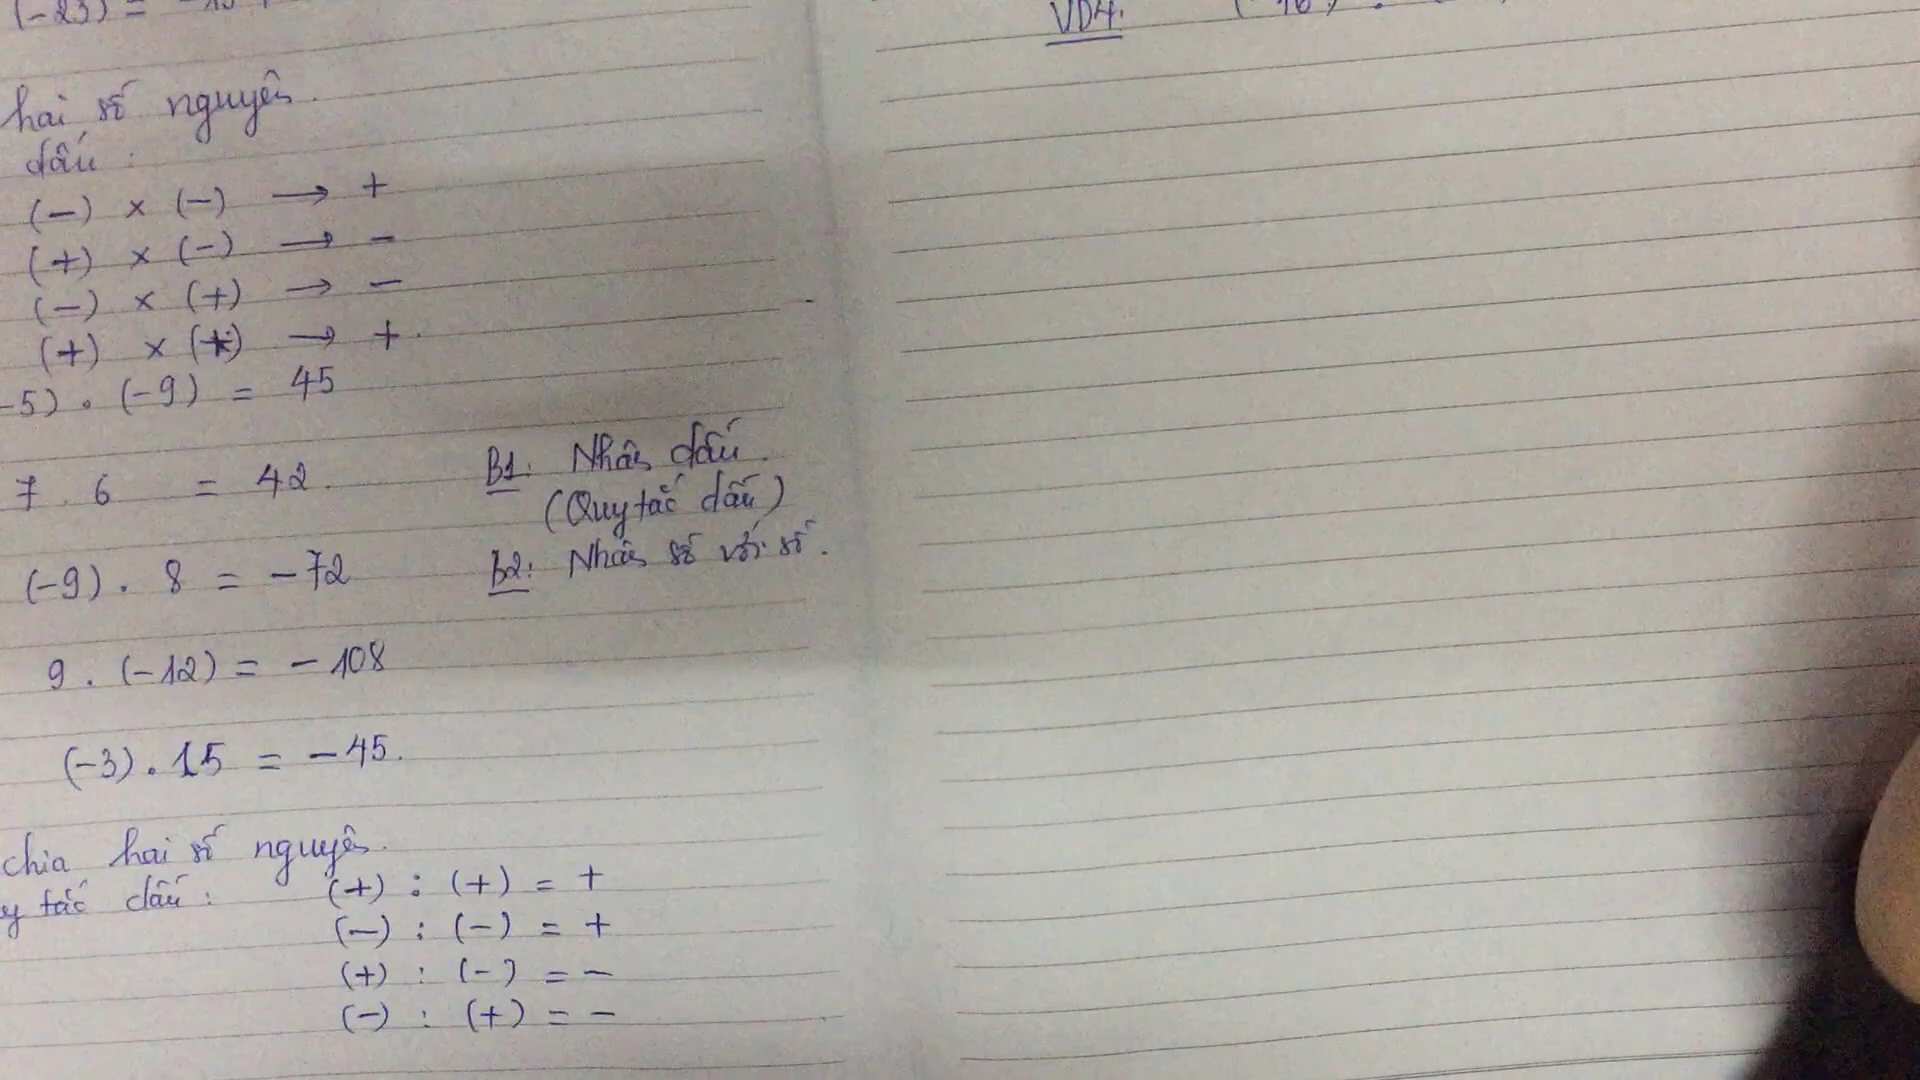 (-23) =
hai số nguyên.
dấu:
(-) x (-) → +
(+) x (-) → -
(-) x (+) → -
(+) x (+) → +.
-5) . (-9) = 45
7 . 6 = 42.
(-9) . 8 = -72
9 . (-12) = -108
(-3) . 15 = -45.
B1: Nhân dấu.
(Quy tắc dấu)
B2: Nhân số với số.
chia hai số nguyên.
y tắc dấu: (+) : (+) = +
(-) : (-) = +
(+) : (-) = -
(-) : (+) = -
VD4: